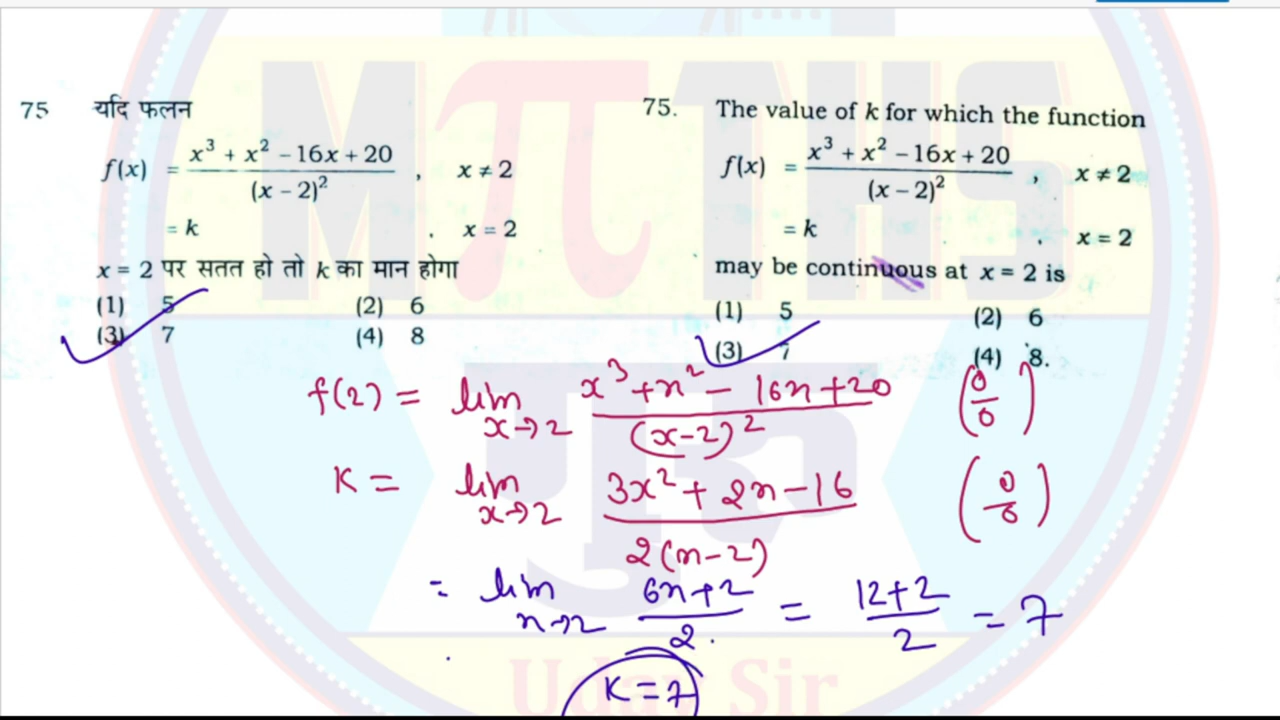 75 यदि फलन
f(x) = x³ + x² – 16x + 20 / (x – 2)² , x ≠ 2
= k , x = 2
x = 2 पर सतत हो तो k का मान होगा
(1) 5 (2) 6
(3) 7 (4) 8
75. The value of k for which the function
f(x) = x³ + x² – 16x + 20 / (x – 2)² , x ≠ 2
= k , x = 2
may be continuous at x = 2 is
(1) 5 (2) 6
(3) 7 (4) 8.
f(2) = lim x→2 x³+x²–16x+20 / (x–2)² (0/0)
K = lim x→2 3x²+2x–16 / 2(x–2) (0/0)
= lim x→2 6x+2 / 2 = 12+2 / 2 = 7
K = 7
MπTHS
गुरु
Uday Sir